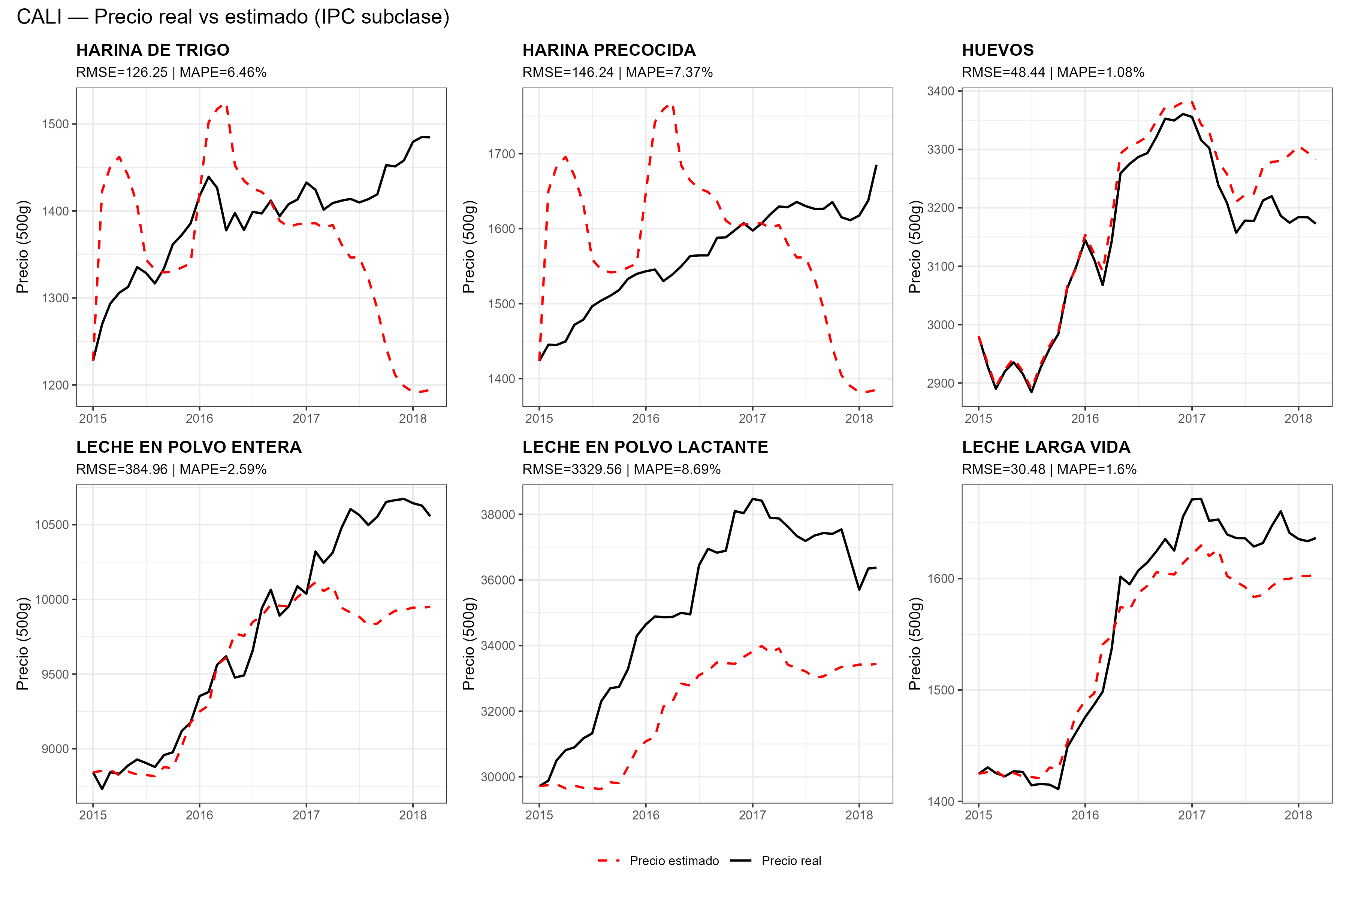 CALI — Precio real vs estimado (IPC subclase)
HARINA DE TRIGO
RMSE=126.25 | MAPE=6.46%
Precio (500g)
1500
1400
1300
1200
2015 2016 2017 2018
HARINA PRECOCIDA
RMSE=146.24 | MAPE=7.37%
Precio (500g)
1700
1600
1500
1400
2015 2016 2017 2018
HUEVOS
RMSE=48.44 | MAPE=1.08%
Precio (500g)
3400
3300
3200
3100
3000
2900
2015 2016 2017 2018
LECHE EN POLVO ENTERA
RMSE=384.96 | MAPE=2.59%
Precio (500g)
10500
10000
9500
9000
2015 2016 2017 2018
LECHE EN POLVO LACTANTE
RMSE=3329.56 | MAPE=8.69%
Precio (500g)
38000
36000
34000
32000
30000
2015 2016 2017 2018
LECHE LARGA VIDA
RMSE=30.48 | MAPE=1.6%
Precio (500g)
1600
1500
1400
2015 2016 2017 2018
Precio estimado Precio real